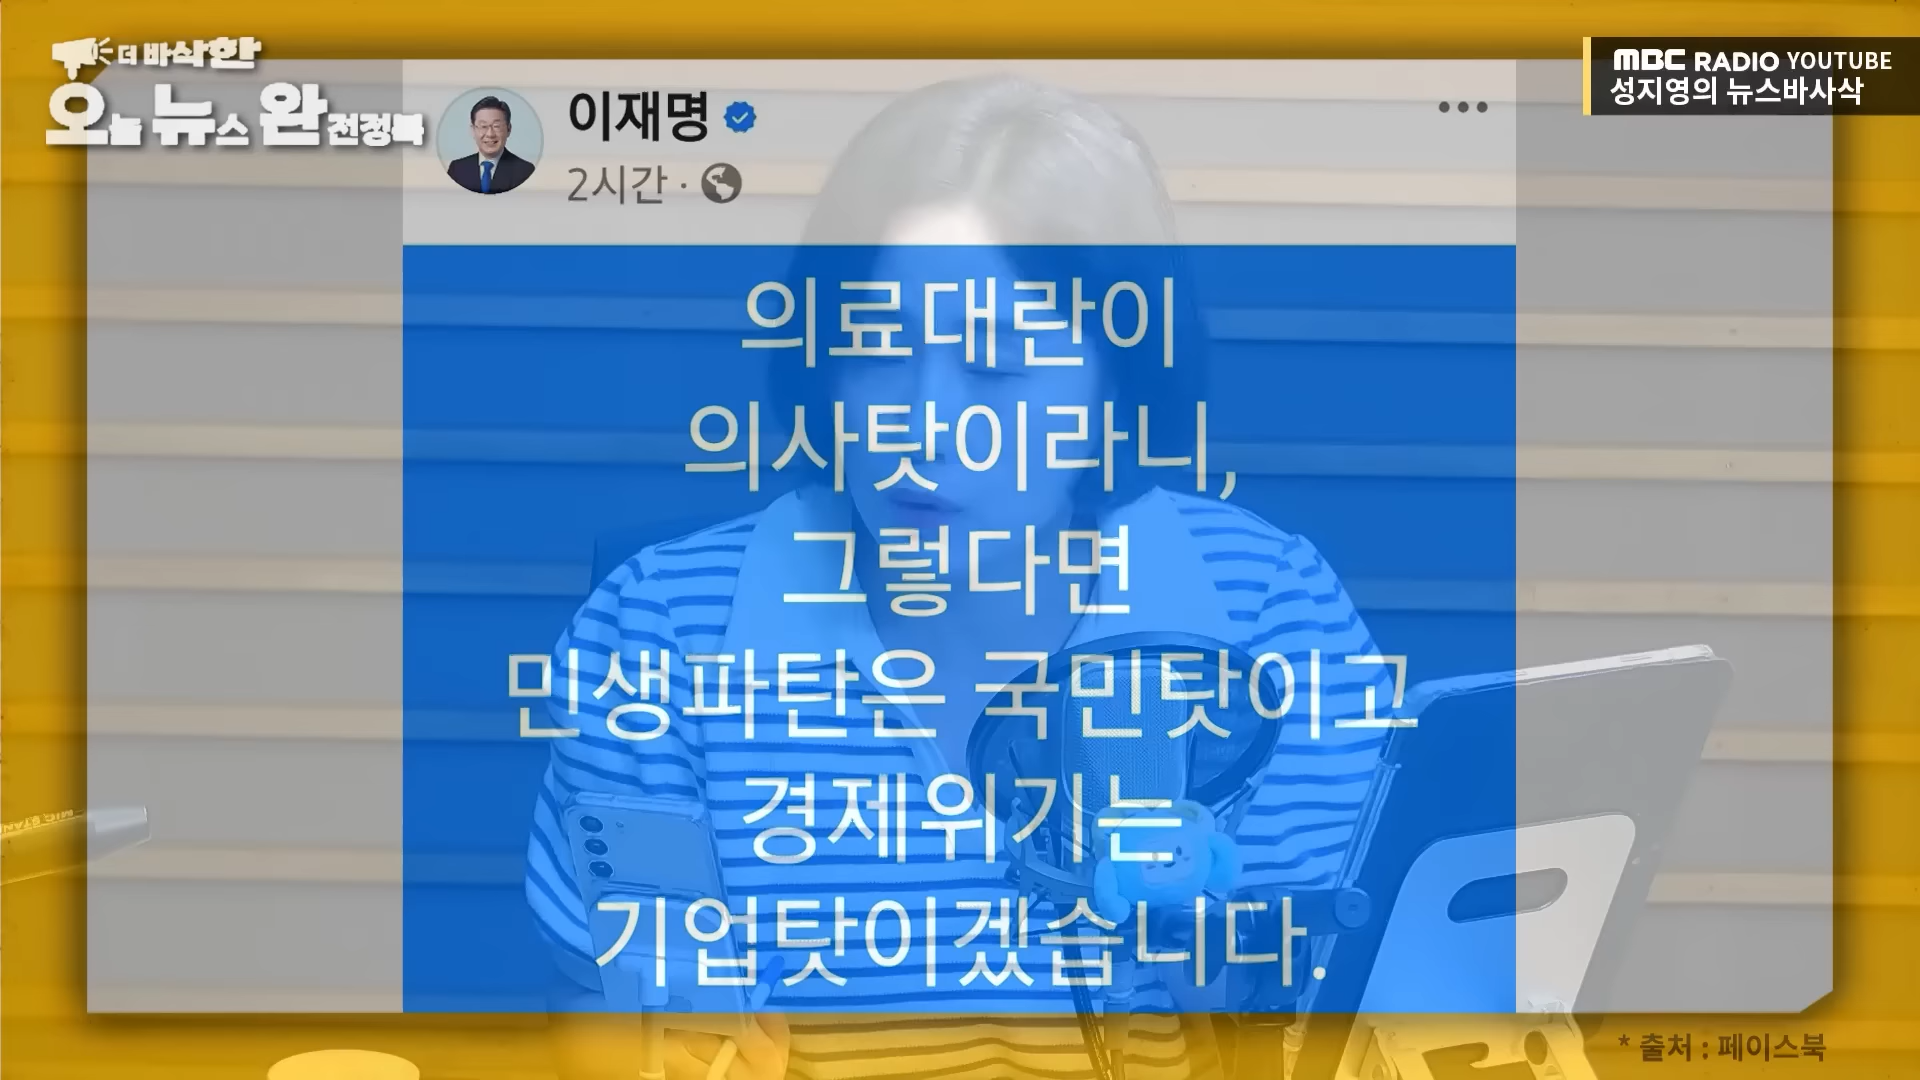 더 바삭한
오늘 뉴스 완전정복
MBC RADIO YOUTUBE
성지영의 뉴스바사삭
이재명
2시간 ·
의료대란이
의사탓이라니,
그렇다면
민생파탄은 국민탓이고
경제위기는
기업탓이겠습니다.
* 출처 : 페이스북